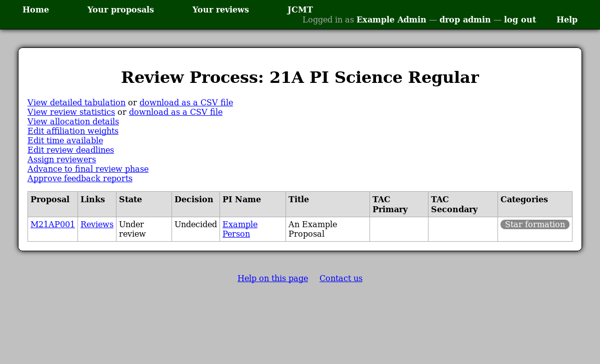 Home Your proposals Your reviews JCMT
Logged in as Example Admin — drop admin — log out Help
Review Process: 21A PI Science Regular
View detailed tabulation or download as a CSV file
View review statistics or download as a CSV file
View allocation details
Edit affiliation weights
Edit time available
Edit review deadlines
Assign reviewers
Advance to final review phase
Approve feedback reports
Proposal Links State Decision PI Name Title TAC Primary TAC Secondary Categories
M21AP001 Reviews Under review Undecided Example Person An Example Proposal Star formation
Help on this page Contact us